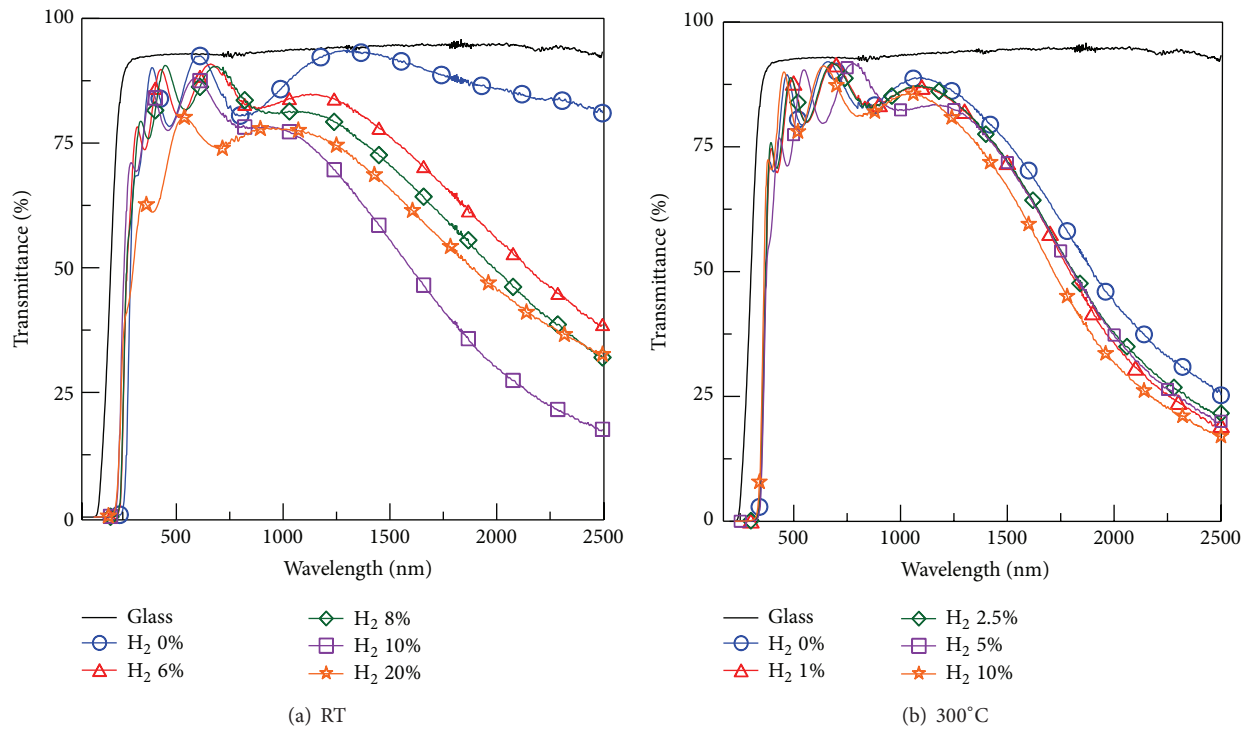 100
75
50
25
0
Transmittance (%)
500
1000
1500
2000
2500
Wavelength (nm)
Glass
H2 0%
H2 6%
H2 8%
H2 10%
H2 20%
(a) RT
100
75
50
25
0
Transmittance (%)
500
1000
1500
2000
2500
Wavelength (nm)
Glass
H2 0%
H2 1%
H2 2.5%
H2 5%
H2 10%
(b) 300°C